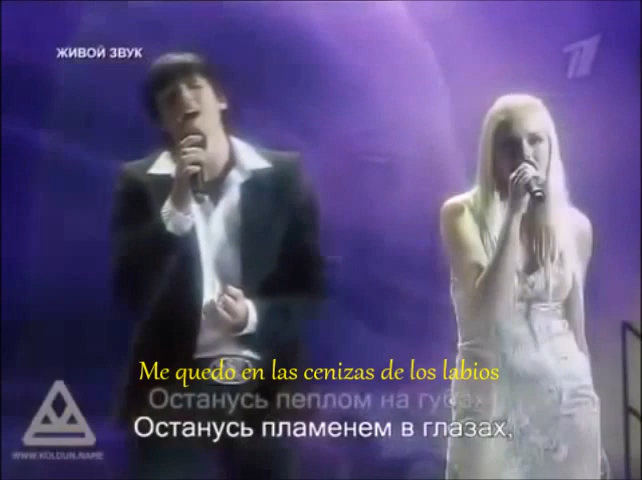 ЖИВОЙ ЗВУК
Me quedo en las cenizas de los labios
Останусь пеплом на губах,
Останусь пламенем в глазах,
WWW.KOLDUN.NAME